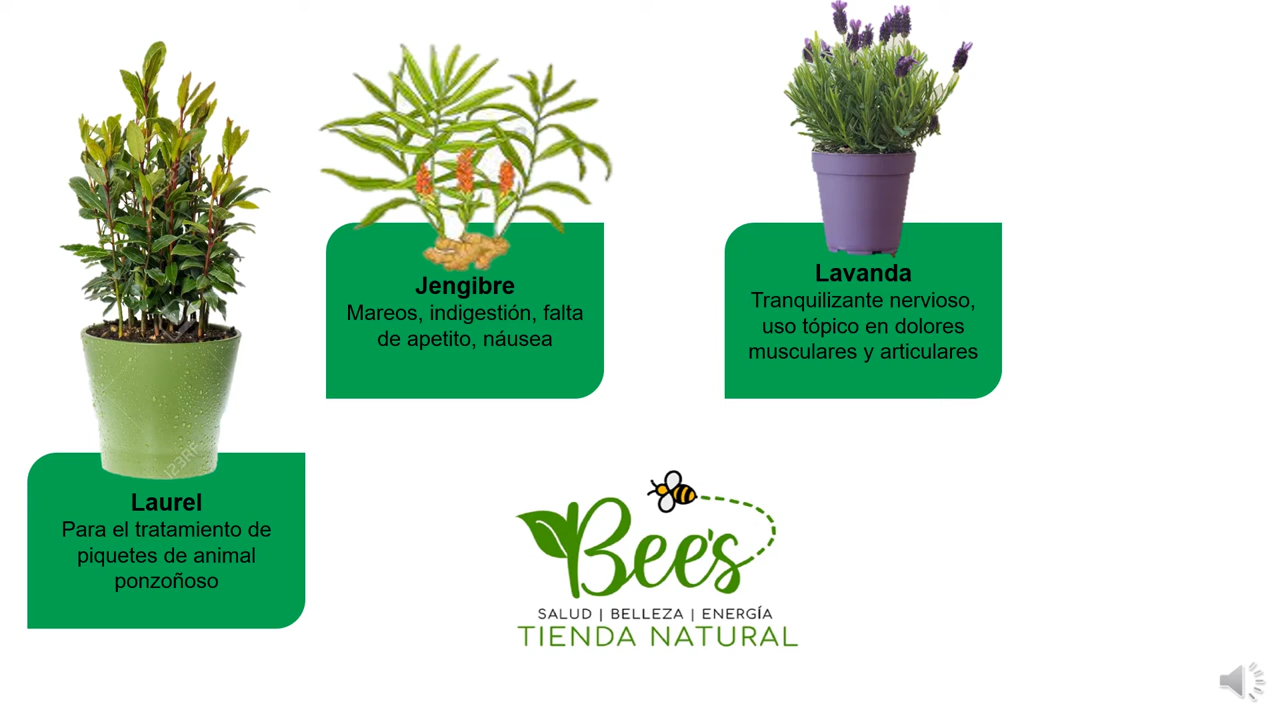 Jengibre
Mareos, indigestión, falta
de apetito, náusea
Lavanda
Tranquilizante nervioso,
uso tópico en dolores
musculares y articulares
Laurel
Para el tratamiento de
piquetes de animal
ponzoñoso
Bee's
SALUD | BELLEZA | ENERGÍA
TIENDA NATURAL
123RF